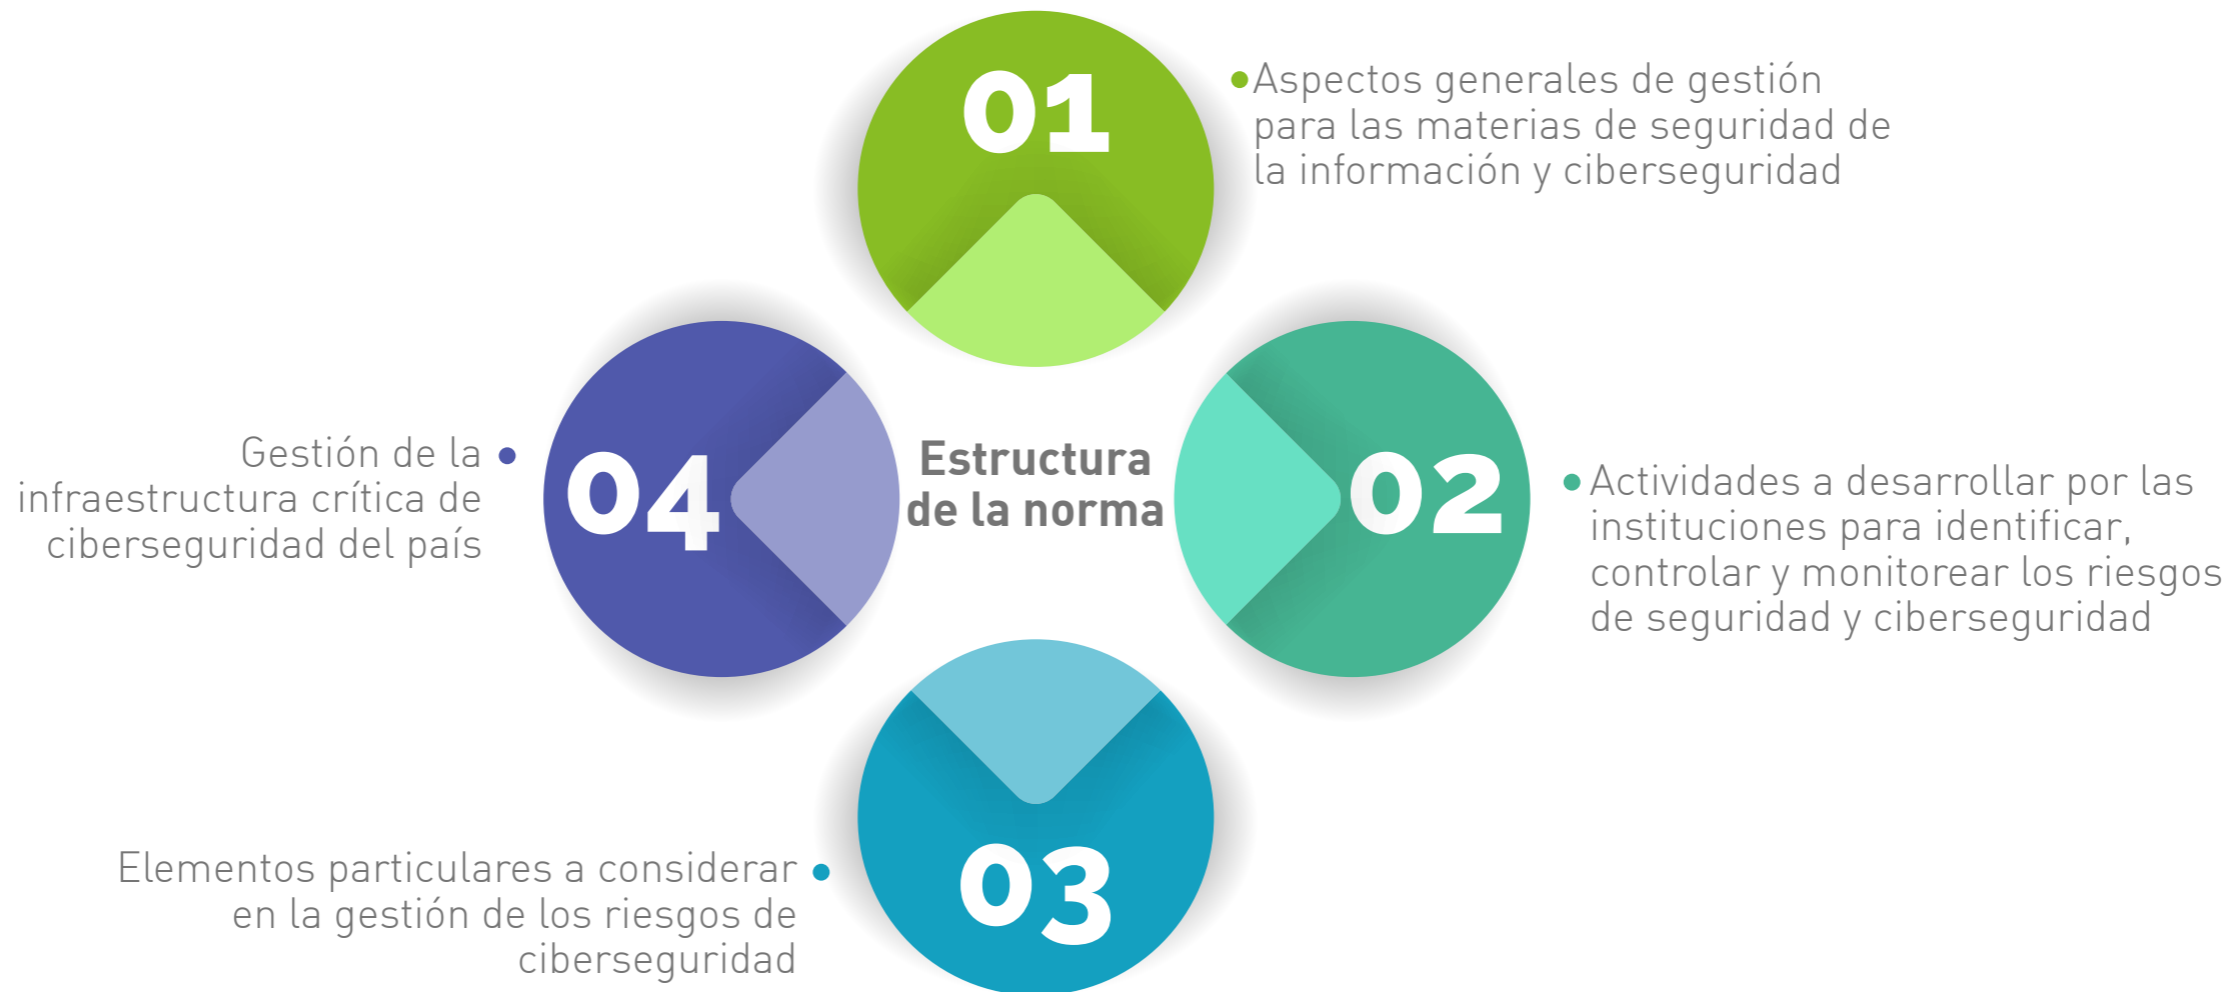 01
Aspectos generales de gestión
para las materias de seguridad de
la información y ciberseguridad
Estructura
de la norma
02
Actividades a desarrollar por las
instituciones para identificar,
controlar y monitorear los riesgos
de seguridad y ciberseguridad
03
Elementos particulares a considerar
en la gestión de los riesgos de
ciberseguridad
04
Gestión de la
infraestructura crítica de
ciberseguridad del país